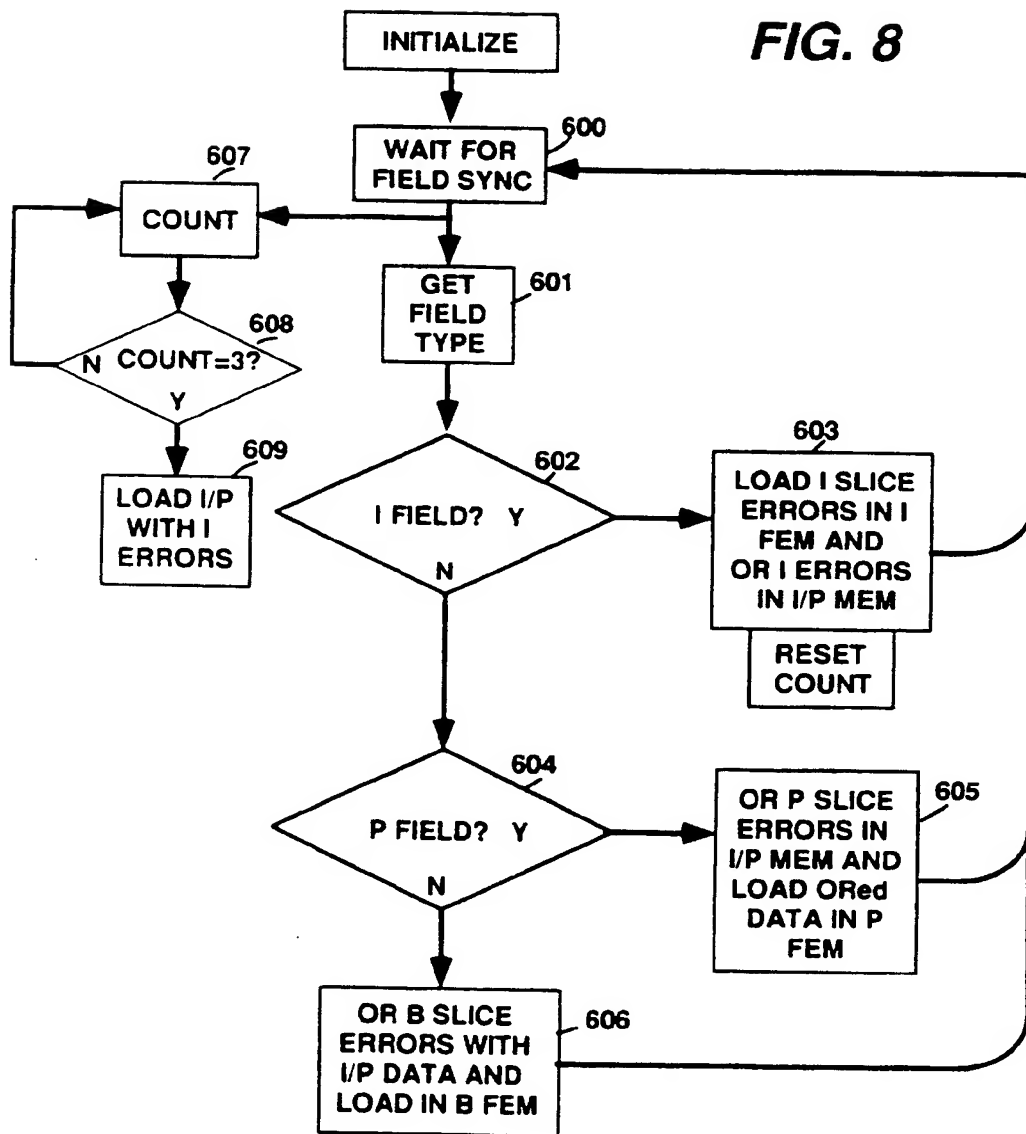 FIG. 8
INITIALIZE
600
WAIT FOR
FIELD SYNC
607
COUNT
GET
FIELD
TYPE
601
608
N COUNT=3?
Y
609
LOAD I/P
WITH I
ERRORS
602
I FIELD? Y
N
603
LOAD I SLICE
ERRORS IN I
FEM AND
OR I ERRORS
IN I/P MEM
RESET
COUNT
604
P FIELD? Y
N
605
OR P SLICE
ERRORS IN
I/P MEM AND
LOAD ORed
DATA IN P
FEM
OR B SLICE
ERRORS WITH
I/P DATA AND
LOAD IN B FEM
606